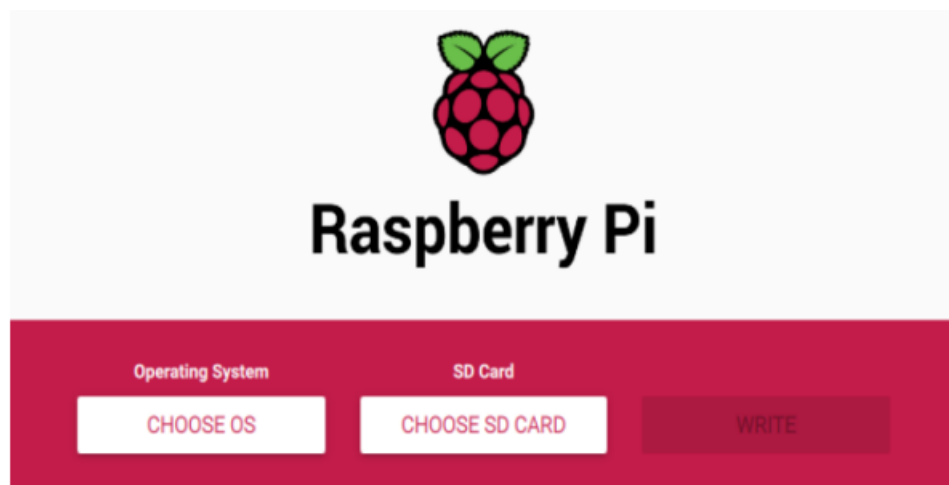 Raspberry Pi
Operating System
SD Card
CHOOSE OS
CHOOSE SD CARD
WRITE